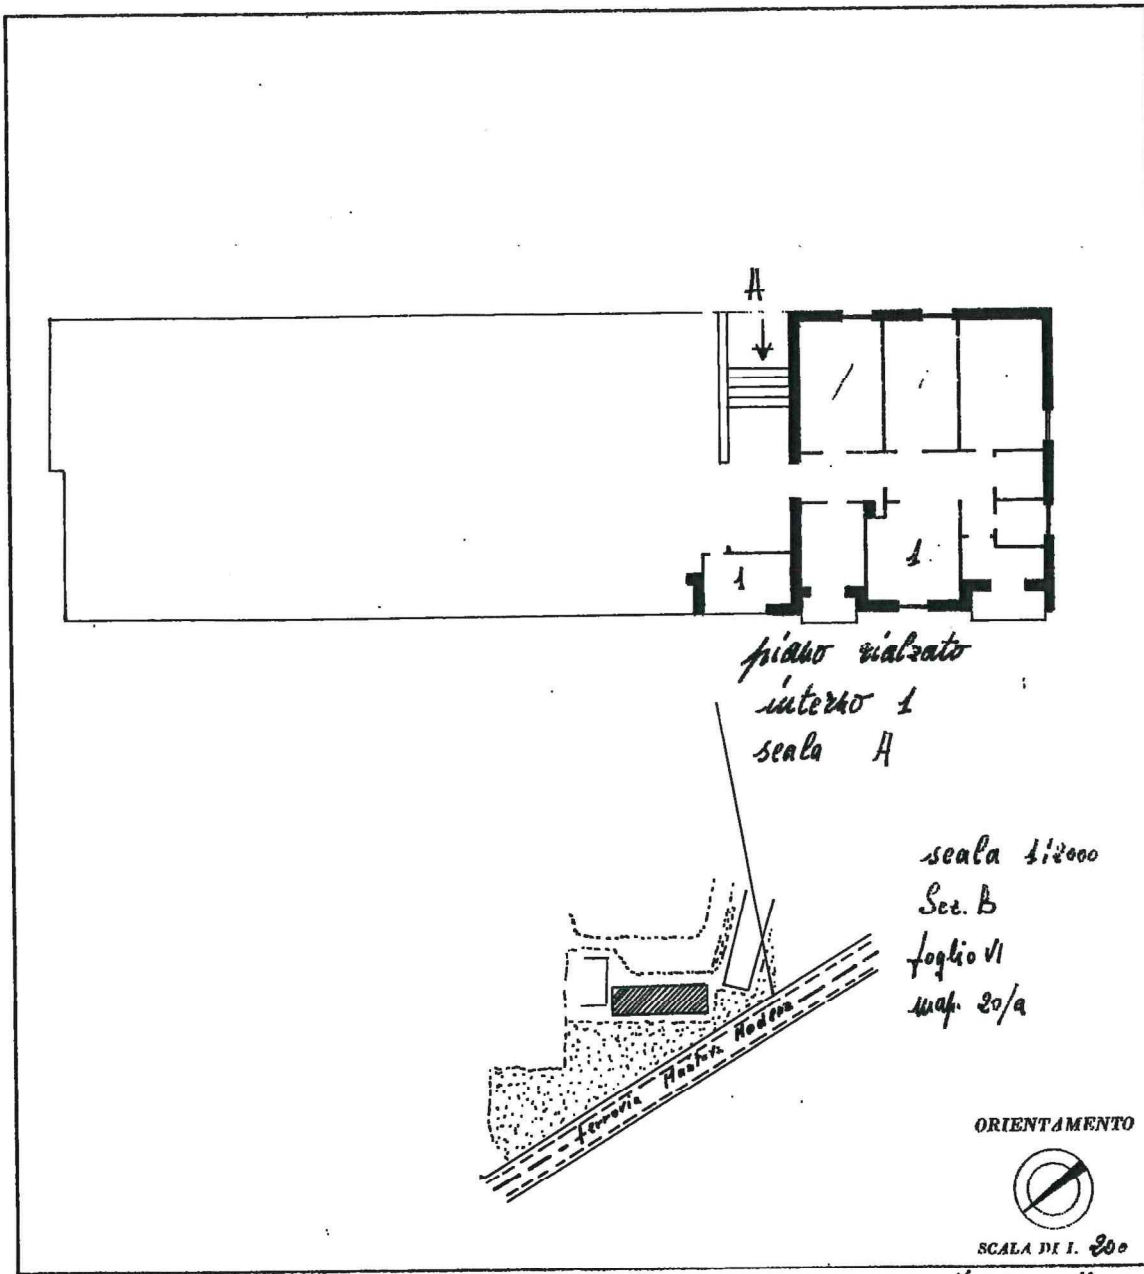 A
1
1
piano rialzato
interno 1
scala A
scala 1:2000
Sez. B
foglio VI
map. 20/a
ferrovia Mantova Modena
ORIENTAMENTO
SCALA DI 1. 200